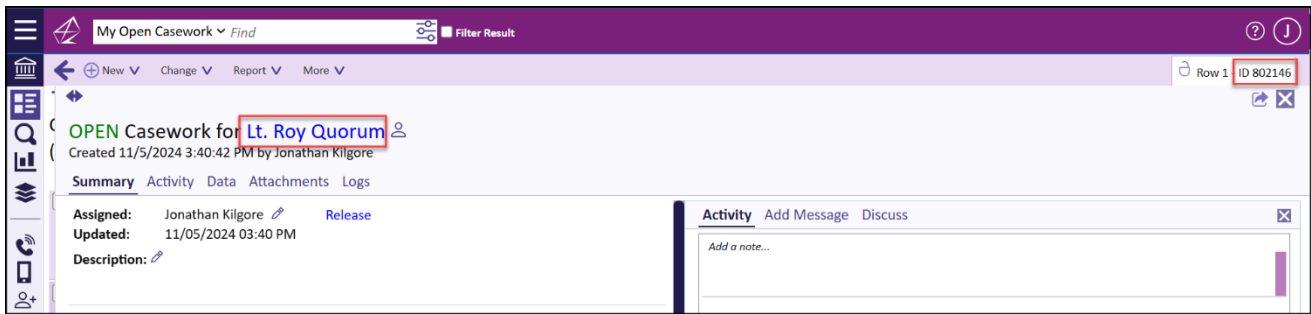 My Open Casework Find Filter Result ? J
New Change Report More Row 1 ID 802146
OPEN Casework for Lt. Roy Quorum
Created 11/5/2024 3:40:42 PM by Jonathan Kilgore
Summary Activity Data Attachments Logs
Assigned: Jonathan Kilgore Release
Updated: 11/05/2024 03:40 PM
Description:
Activity Add Message Discuss
Add a note...